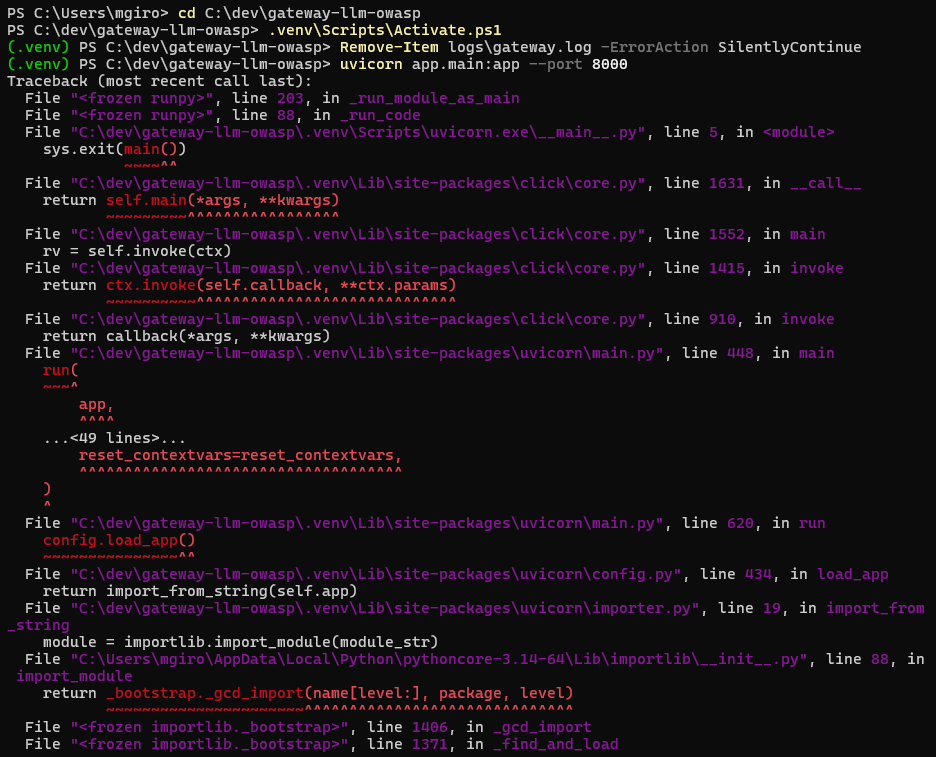 PS C:\Users\mgiro> cd C:\dev\gateway-llm-owasp
PS C:\dev\gateway-llm-owasp> .venv\Scripts\Activate.ps1
(.venv) PS C:\dev\gateway-llm-owasp> Remove-Item logs\gateway.log -ErrorAction SilentlyContinue
(.venv) PS C:\dev\gateway-llm-owasp> uvicorn app.main:app --port 8000
Traceback (most recent call last):
  File "<frozen runpy>", line 203, in _run_module_as_main
  File "<frozen runpy>", line 88, in _run_code
  File "C:\dev\gateway-llm-owasp\.venv\Scripts\uvicorn.exe\__main__.py", line 5, in <module>
    sys.exit(main())
             ~~~~^^
  File "C:\dev\gateway-llm-owasp\.venv\Lib\site-packages\click\core.py", line 1631, in __call__
    return self.main(*args, **kwargs)
           ~~~~~~~~~^^^^^^^^^^^^^^^^^
  File "C:\dev\gateway-llm-owasp\.venv\Lib\site-packages\click\core.py", line 1552, in main
    rv = self.invoke(ctx)
  File "C:\dev\gateway-llm-owasp\.venv\Lib\site-packages\click\core.py", line 1415, in invoke
    return ctx.invoke(self.callback, **ctx.params)
           ~~~~~~~~~~^^^^^^^^^^^^^^^^^^^^^^^^^^^^^
  File "C:\dev\gateway-llm-owasp\.venv\Lib\site-packages\click\core.py", line 910, in invoke
    return callback(*args, **kwargs)
  File "C:\dev\gateway-llm-owasp\.venv\Lib\site-packages\uvicorn\main.py", line 448, in main
    run(
    ~~~^
        app,
        ^^^^
    ...<49 lines>...
        reset_contextvars=reset_contextvars,
        ^^^^^^^^^^^^^^^^^^^^^^^^^^^^^^^^^^^^
    )
    ^
  File "C:\dev\gateway-llm-owasp\.venv\Lib\site-packages\uvicorn\main.py", line 620, in run
    config.load_app()
    ~~~~~~~~~~~~~~~^^
  File "C:\dev\gateway-llm-owasp\.venv\Lib\site-packages\uvicorn\config.py", line 434, in load_app
    return import_from_string(self.app)
  File "C:\dev\gateway-llm-owasp\.venv\Lib\site-packages\uvicorn\importer.py", line 19, in import_from
_string
    module = importlib.import_module(module_str)
  File "C:\Users\mgiro\AppData\Local\Python\pythoncore-3.14-64\Lib\importlib\__init__.py", line 88, in
 import_module
    return _bootstrap._gcd_import(name[level:], package, level)
           ~~~~~~~~~~~~~~~~~~~~~~^^^^^^^^^^^^^^^^^^^^^^^^^^^^^^
  File "<frozen importlib._bootstrap>", line 1406, in _gcd_import
  File "<frozen importlib._bootstrap>", line 1371, in _find_and_load